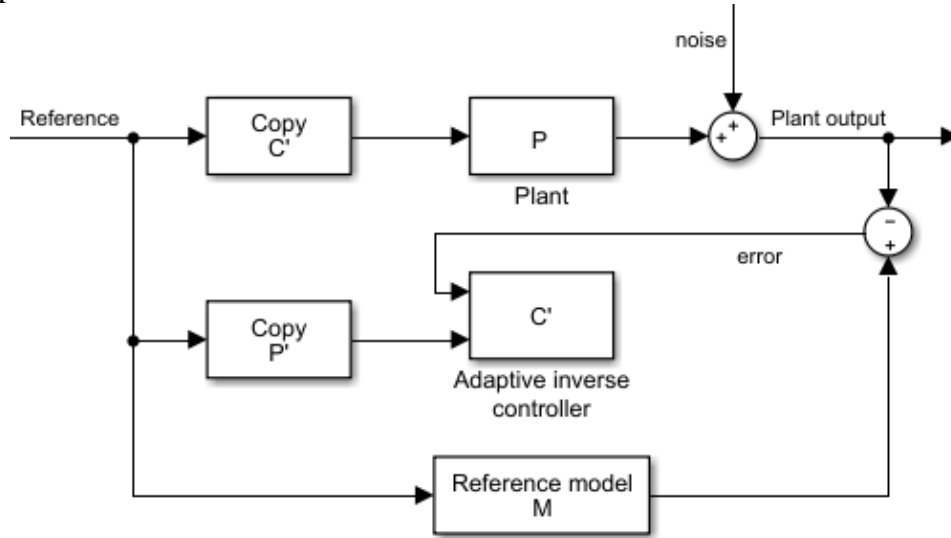 noise
Reference
Copy
C'
P
+
+
Plant output
Plant
−
+
error
Copy
P'
C'
Adaptive inverse
controller
Reference model
M